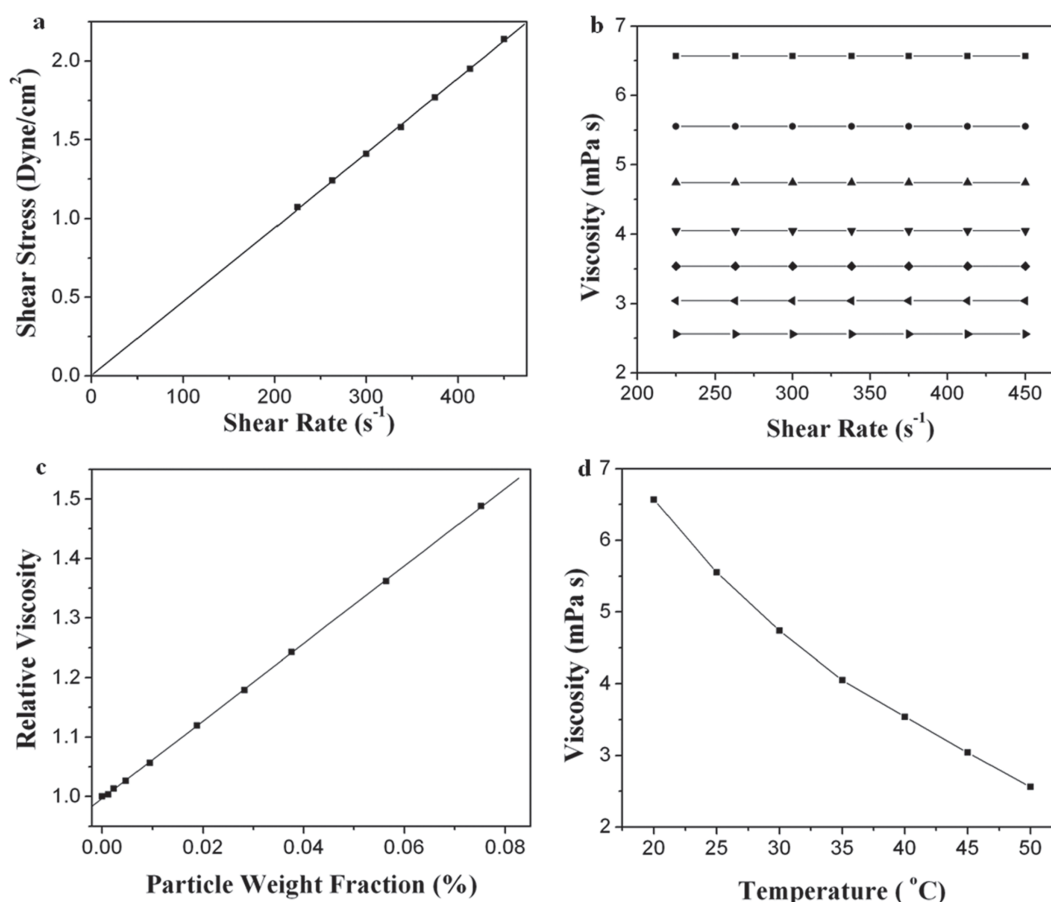 a
2.0
1.5
1.0
0.5
0.0
Shear Stress (Dyne/cm²)
0 100 200 300 400
Shear Rate (s⁻¹)
b
7
6
5
4
3
2
Viscosity (mPa s)
200 250 300 350 400 450
Shear Rate (s⁻¹)
c
1.5
1.4
1.3
1.2
1.1
1.0
Relative Viscosity
0.00 0.02 0.04 0.06 0.08
Particle Weight Fraction (%)
d
7
6
5
4
3
2
Viscosity (mPa s)
20 25 30 35 40 45 50
Temperature ( °C)